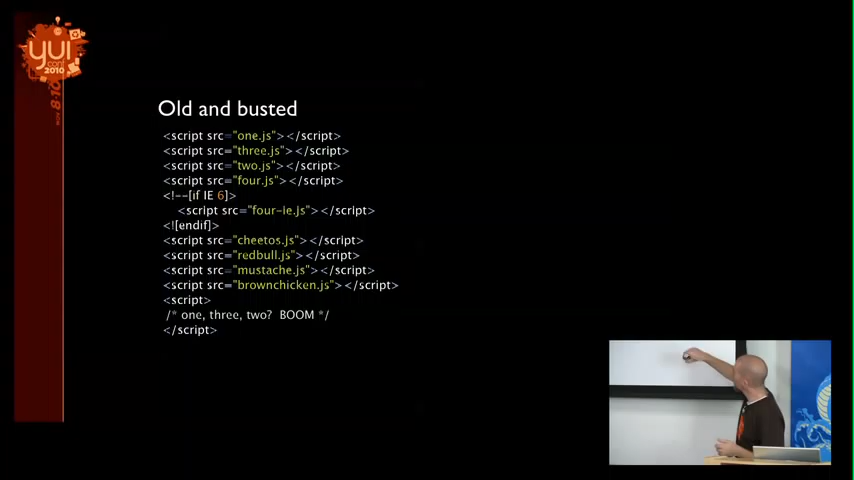 yui
conf
2010
8-10
Old and busted
<script src="one.js"></script>
<script src="three.js"></script>
<script src="two.js"></script>
<script src="four.js"></script>
<!--[if IE 6]>
<script src="four-ie.js"></script>
<![endif]>
<script src="cheetos.js"></script>
<script src="redbull.js"></script>
<script src="mustache.js"></script>
<script src="brownchicken.js"></script>
<script>
/* one, three, two? BOOM */
</script>